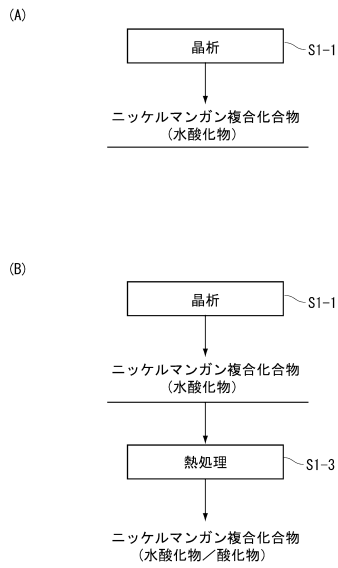 (A)
晶析
S1-1
ニッケルマンガン複合化合物
(水酸化物)
(B)
晶析
S1-1
ニッケルマンガン複合化合物
(水酸化物)
熱処理
S1-3
ニッケルマンガン複合化合物
(水酸化物/酸化物)